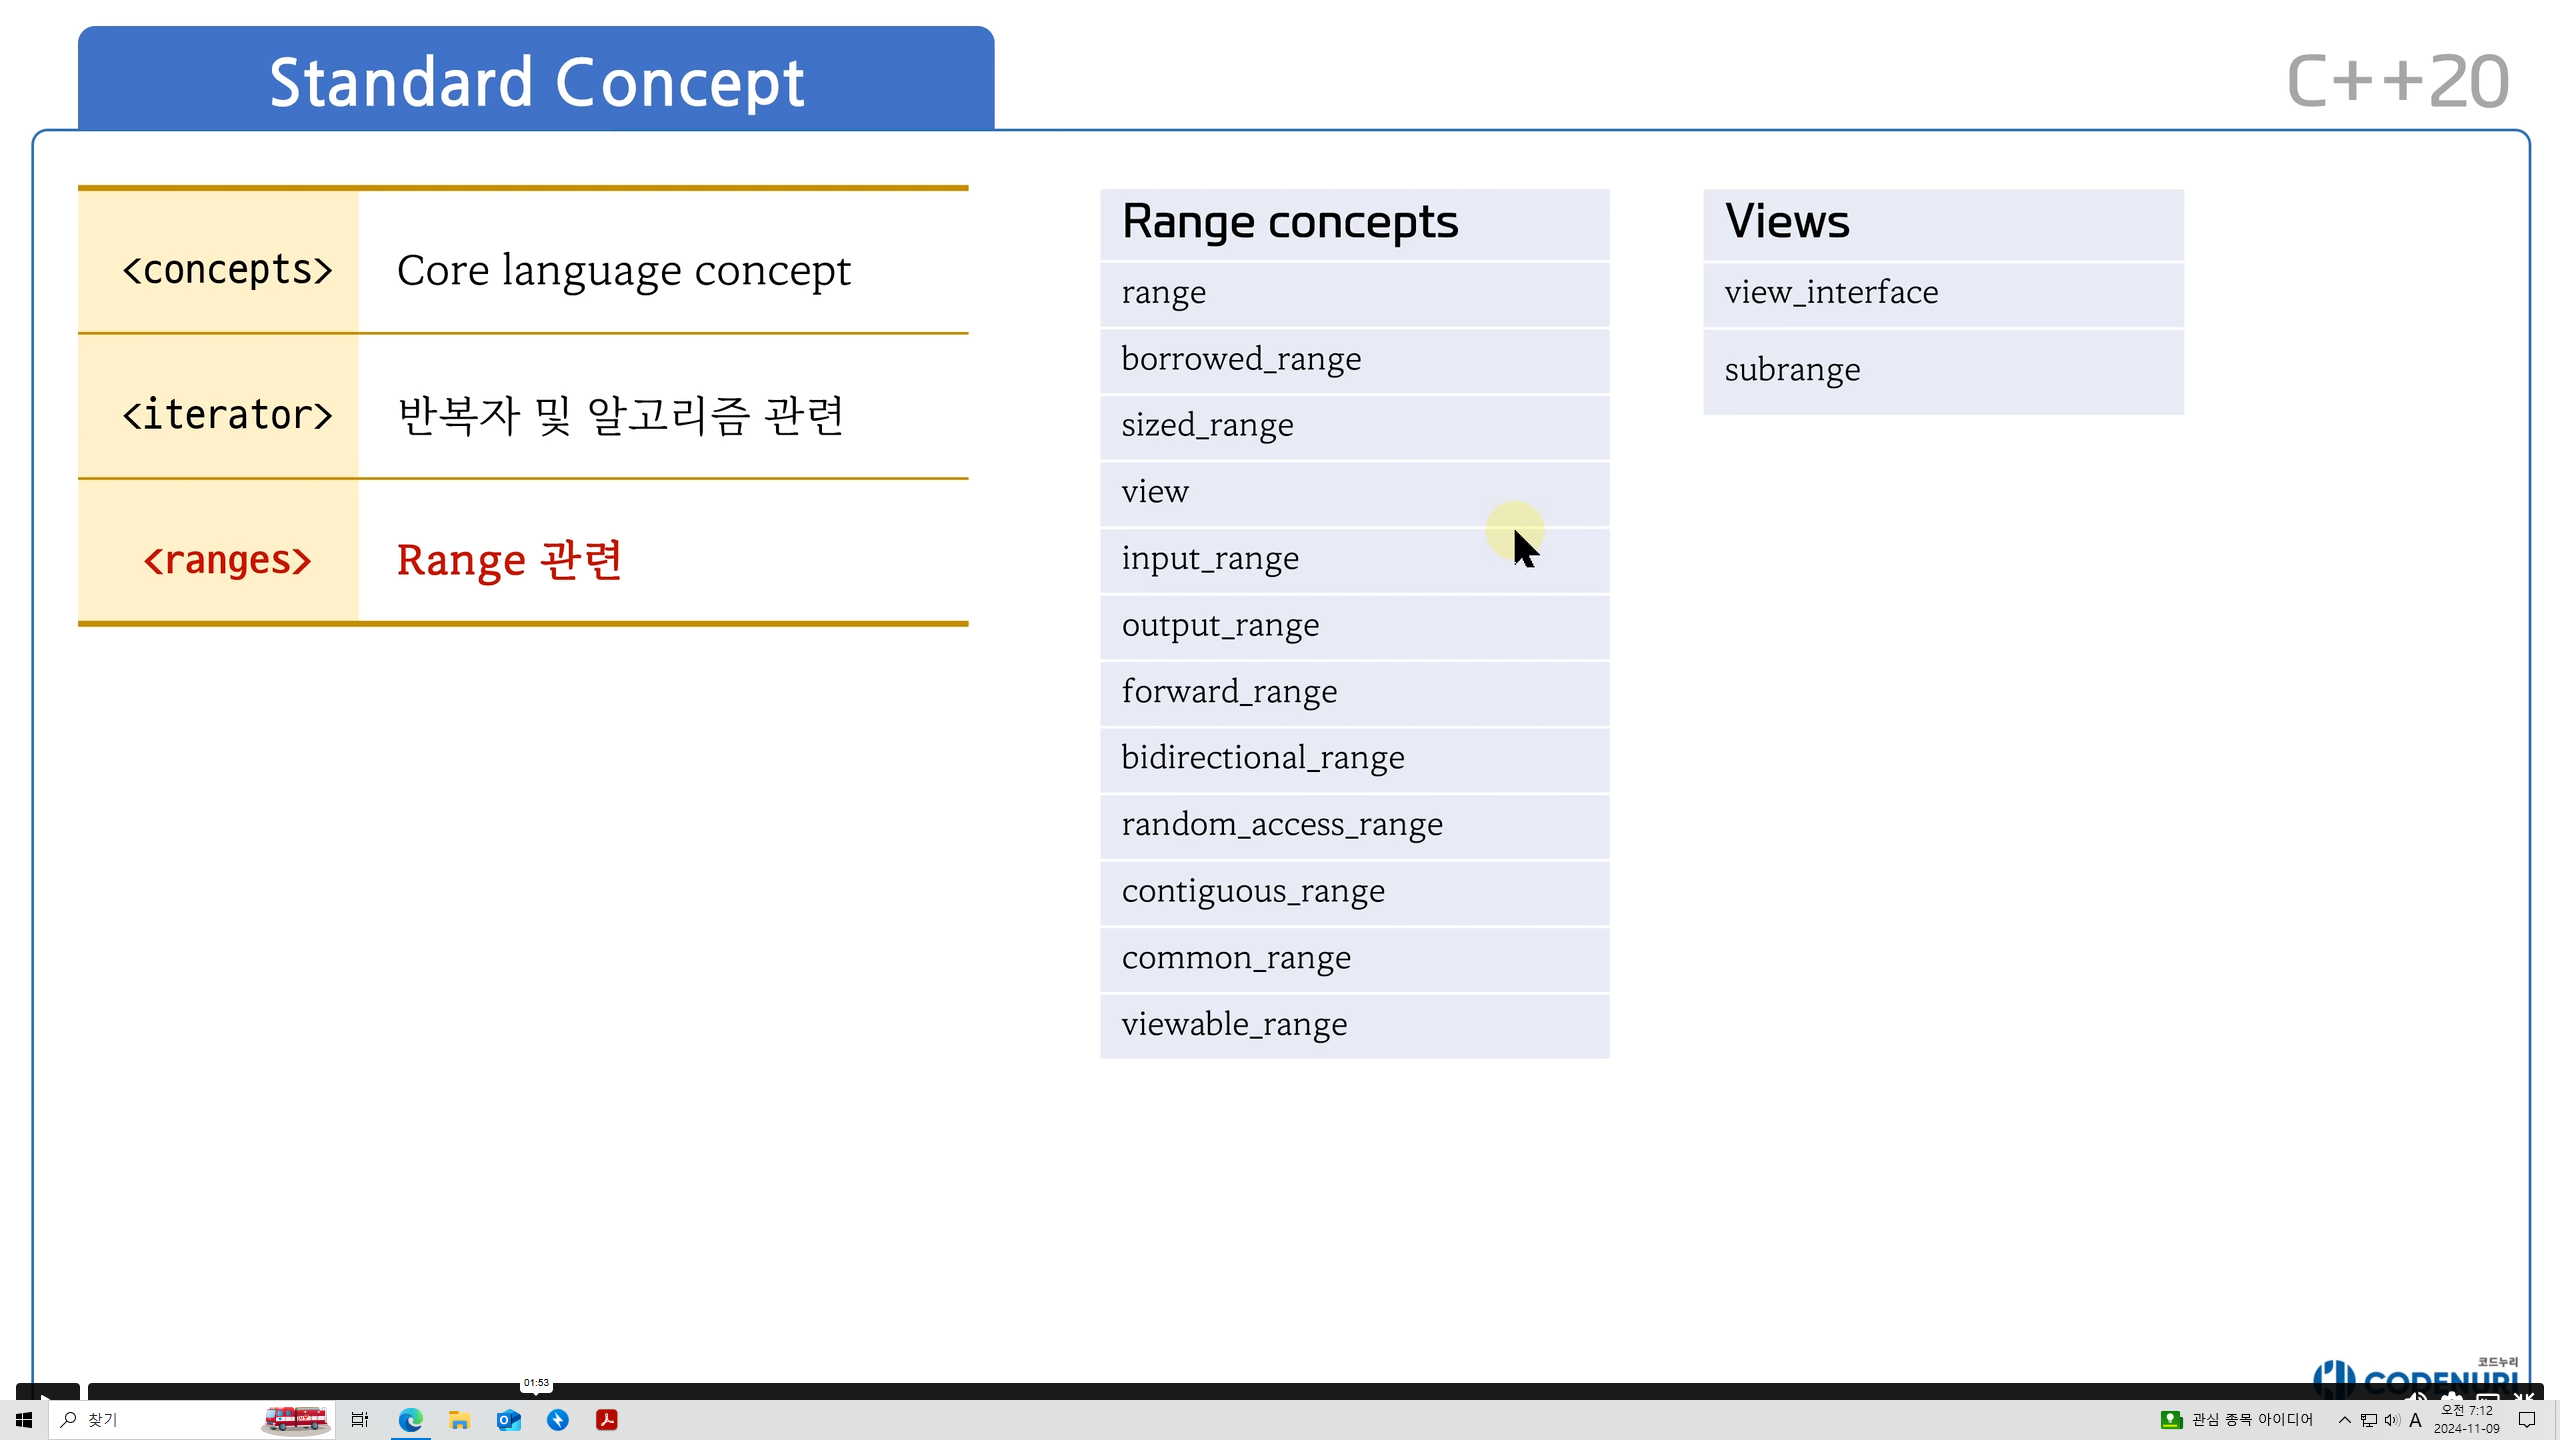 Standard Concept
C++20
<concepts>
Core language concept
<iterator>
반복자 및 알고리즘 관련
<ranges>
Range 관련
Range concepts
range
borrowed_range
sized_range
view
input_range
output_range
forward_range
bidirectional_range
random_access_range
contiguous_range
common_range
viewable_range
Views
view_interface
subrange
코드누리
CODENURI
01:53
찾기
관심 종목 아이디어
A
오전 7:12
2024-11-09